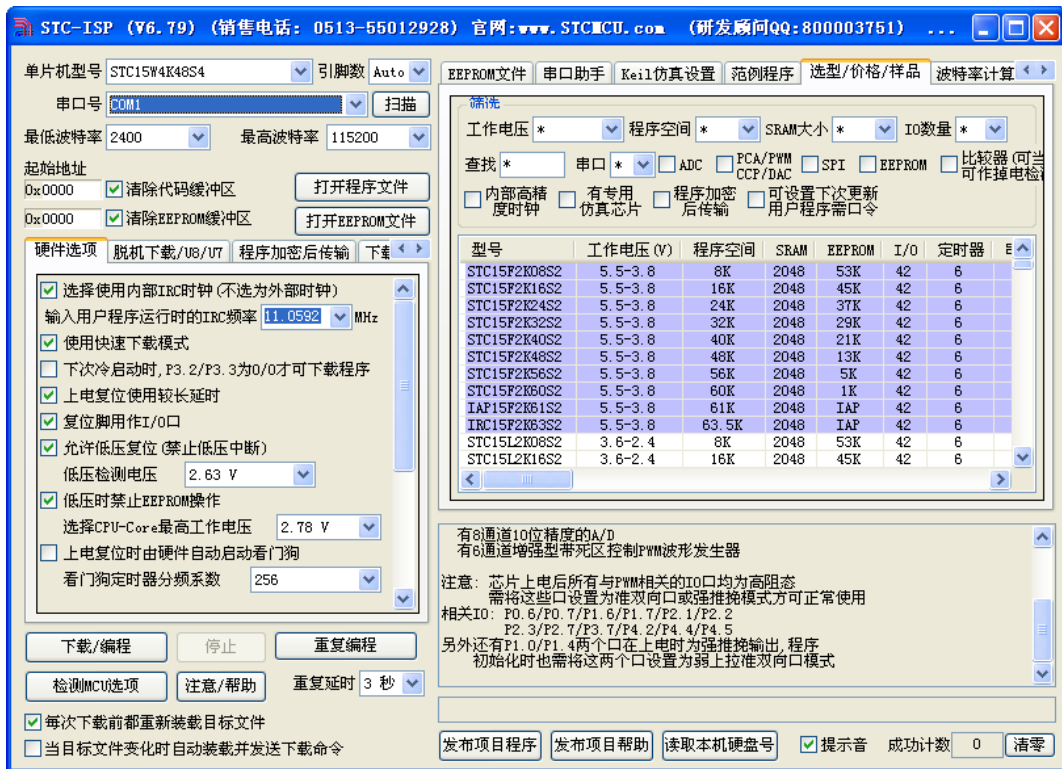 STC-ISP (V6.79) (销售电话: 0513-55012928) 官网:www.STCMCU.com (研发顾问QQ:800003751) ...
单片机型号 STC15W4K48S4 引脚数 Auto
串口号 COM1 扫描
最低波特率 2400 最高波特率 115200
起始地址
0x0000 清除代码缓冲区 打开程序文件
0x0000 清除EEPROM缓冲区 打开EEPROM文件
硬件选项 脱机下载/U8/U7 程序加密后传输 下载
选择使用内部IRC时钟(不选为外部时钟)
输入用户程序运行时的IRC频率 11.0592 MHz
使用快速下载模式
下次冷启动时,P3.2/P3.3为0/0才可下载程序
上电复位使用较长延时
复位脚用作I/O口
允许低压复位(禁止低压中断)
低压检测电压 2.63 V
低压时禁止EEPROM操作
选择CPU-Core最高工作电压 2.78 V
上电复位时由硬件自动启动看门狗
看门狗定时器分频系数 256
下载/编程 停止 重复编程
检测MCU选项 注意/帮助 重复延时 3 秒
每次下载前都重新装载目标文件
当目标文件变化时自动装载并发送下载命令
EEPROM文件 串口助手 Keil仿真设置 范例程序 选型/价格/样品 波特率计算
筛选
工作电压 * 程序空间 * SRAM大小 * IO数量 *
查找 * 串口 * ADC PCA/PWM CCP/DAC SPI EEPROM 比较器(可当 可作掉电检测
内部高精度时钟 有专用仿真芯片 程序加密后传输 可设置下次更新用户程序需口令
型号 工作电压(V) 程序空间 SRAM EEPROM I/O 定时器
STC15F2K08S2 5.5-3.8 8K 2048 53K 42 6
STC15F2K16S2 5.5-3.8 16K 2048 45K 42 6
STC15F2K24S2 5.5-3.8 24K 2048 37K 42 6
STC15F2K32S2 5.5-3.8 32K 2048 29K 42 6
STC15F2K40S2 5.5-3.8 40K 2048 21K 42 6
STC15F2K48S2 5.5-3.8 48K 2048 13K 42 6
STC15F2K56S2 5.5-3.8 56K 2048 5K 42 6
STC15F2K60S2 5.5-3.8 60K 2048 1K 42 6
IAP15F2K61S2 5.5-3.8 61K 2048 IAP 42 6
IRC15F2K63S2 5.5-3.8 63.5K 2048 IAP 42 6
STC15L2K08S2 3.6-2.4 8K 2048 53K 42 6
STC15L2K16S2 3.6-2.4 16K 2048 45K 42 6
有8通道10位精度的A/D
有6通道增强型带死区控制PWM波形发生器
注意: 芯片上电后所有与PWM相关的IO口均为高阻态
需将这些口设置为准双向口或强推挽模式方可正常使用
相关IO: P0.6/P0.7/P1.6/P1.7/P2.1/P2.2
P2.3/P2.7/P3.7/P4.2/P4.4/P4.5
另外还有P1.0/P1.4两个口在上电时为强推挽输出,程序
初始化时也需将这两个口设置为弱上拉准双向口模式
发布项目程序 发布项目帮助 读取本机硬盘号 提示音 成功计数 0 清零